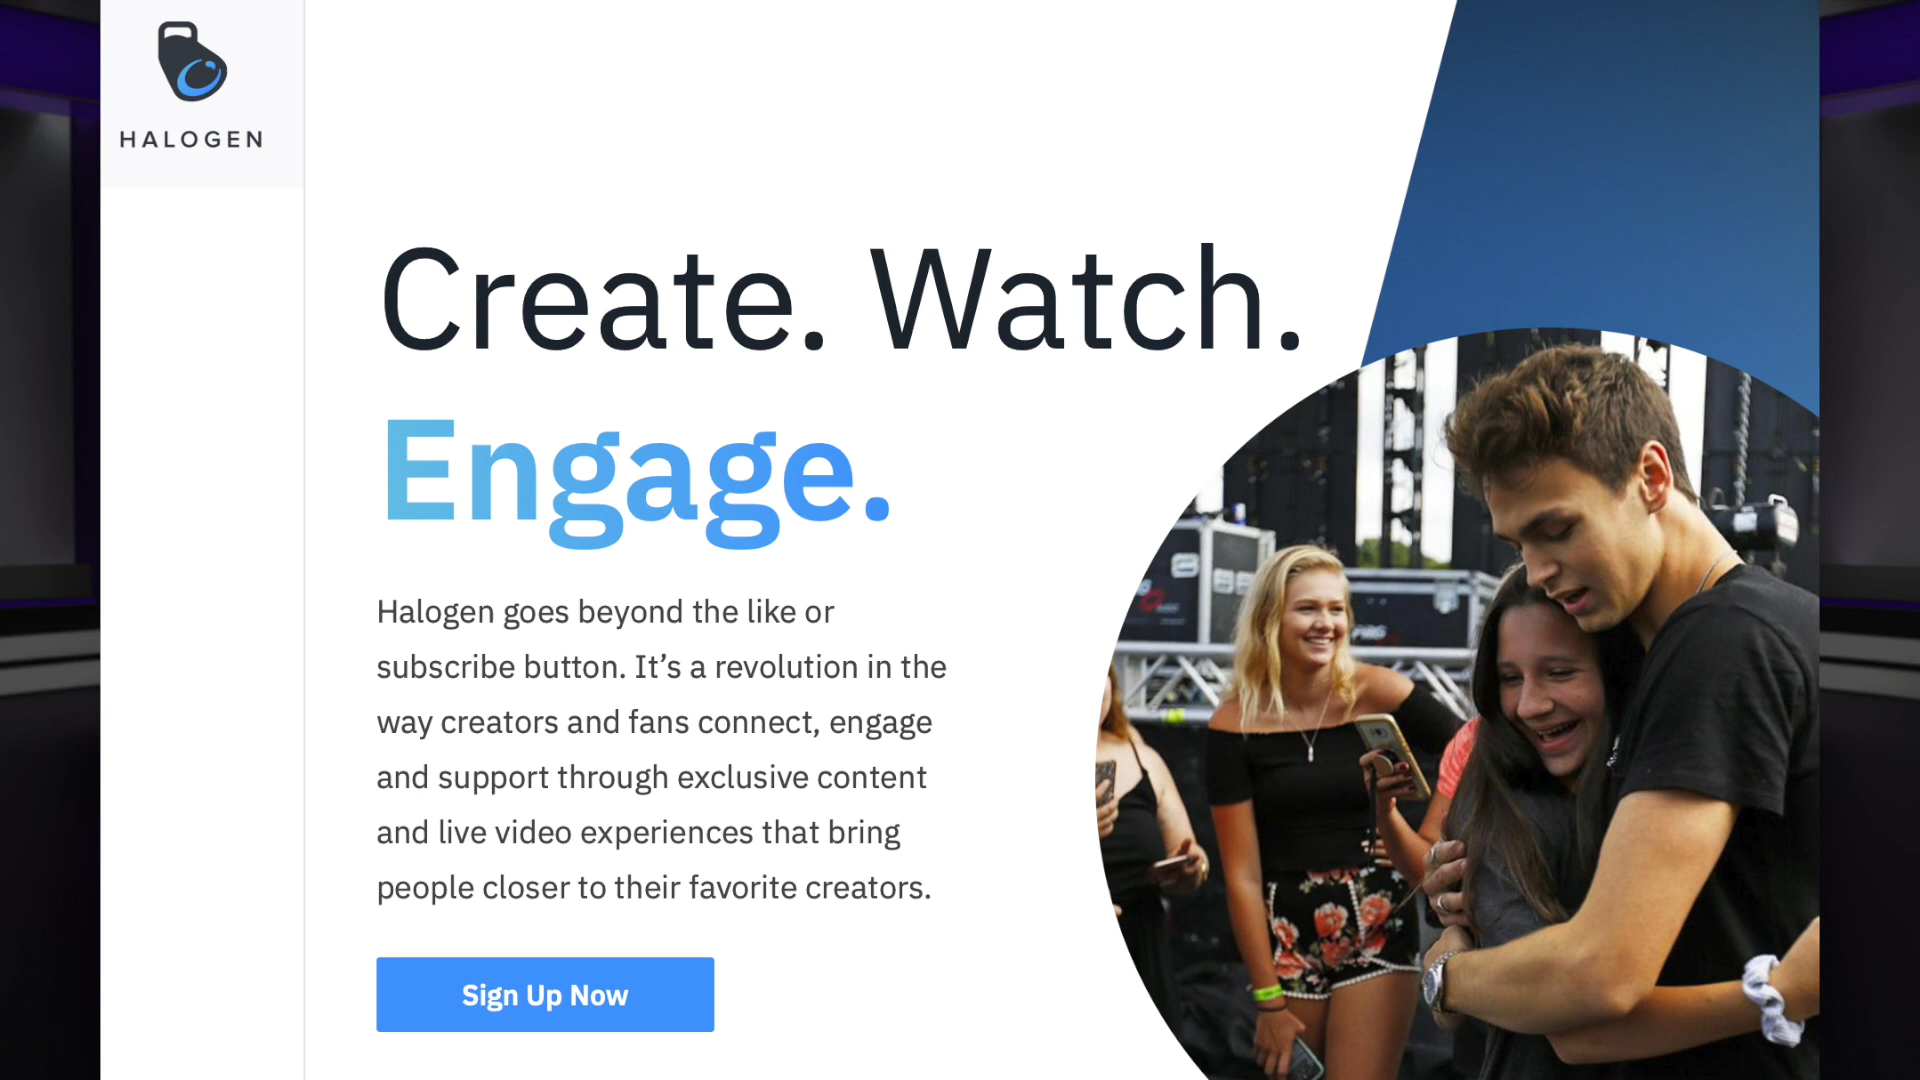 HALOGEN
Create. Watch.
Engage.
Halogen goes beyond the like or
subscribe button. It’s a revolution in the
way creators and fans connect, engage
and support through exclusive content
and live video experiences that bring
people closer to their favorite creators.
Sign Up Now